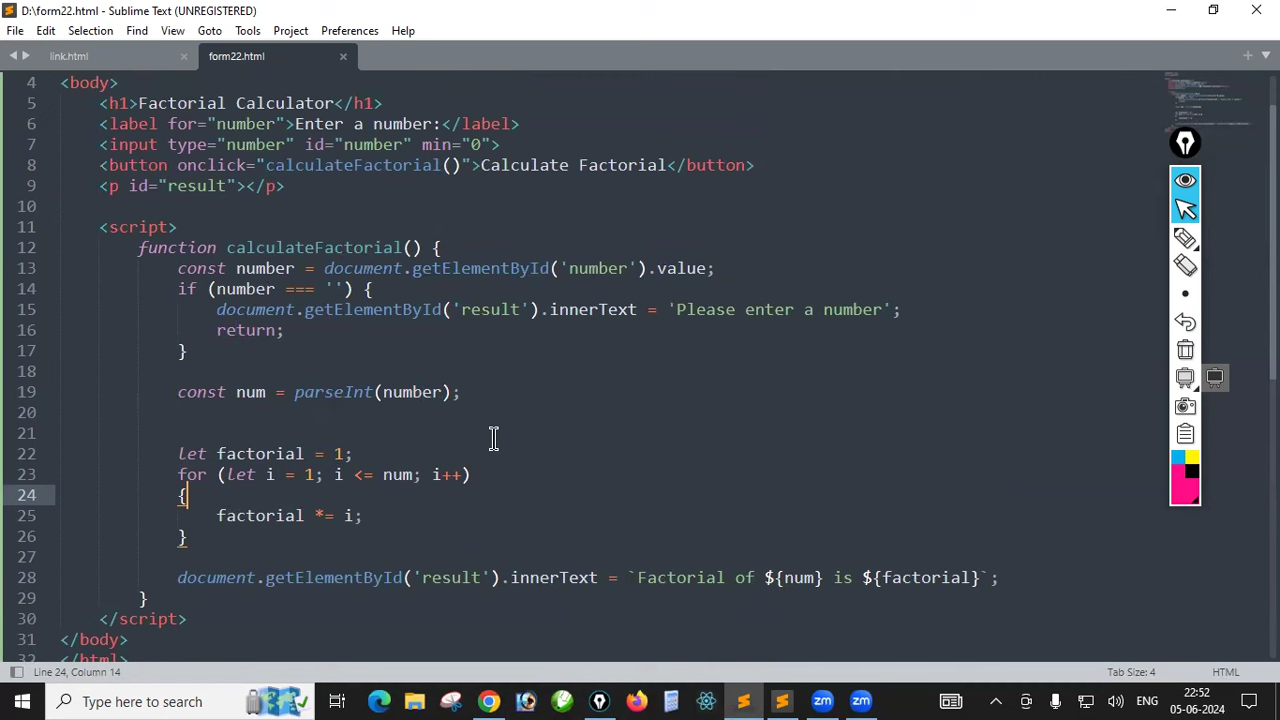 D:\form22.html - Sublime Text (UNREGISTERED)
File Edit Selection Find View Goto Tools Project Preferences Help
link.html × form22.html ×
4 <body>
5 <h1>Factorial Calculator</h1>
6 <label for="number">Enter a number:</label>
7 <input type="number" id="number" min="0">
8 <button onclick="calculateFactorial()">Calculate Factorial</button>
9 <p id="result"></p>
10
11 <script>
12 function calculateFactorial() {
13 const number = document.getElementById('number').value;
14 if (number === '') {
15 document.getElementById('result').innerText = 'Please enter a number';
16 return;
17 }
18
19 const num = parseInt(number);
20
21
22 let factorial = 1;
23 for (let i = 1; i <= num; i++)
24 {
25 factorial *= i;
26 }
27
28 document.getElementById('result').innerText = `Factorial of ${num} is ${factorial}`;
29 }
30 </script>
31 </body>
32 </html>
Line 24, Column 14 Tab Size: 4 HTML
Type here to search zm zm ENG 22:52
05-06-2024